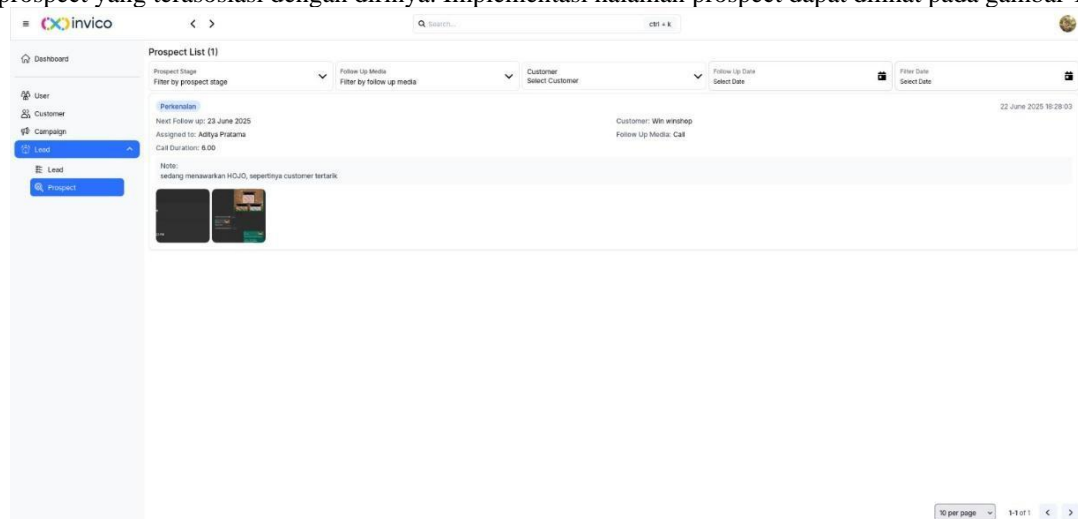 prospect yang terasosiasi dengan dirinya. Implementasi halaman prospect dapat dilihat pada gambar
invico
Search...
ctrl + k
Dashboard
User
Customer
Campaign
Lead
Lead
Prospect
Prospect List (1)
Prospect Stage
Filter by prospect stage
Follow Up Media
Filter by follow up media
Customer
Select Customer
Follow Up Date
Select Date
Filter Date
Select Date
Perkenalan
22 June 2025 18:28:03
Next Follow up: 23 June 2025
Customer: Win winshop
Assigned to: Aditya Pratama
Follow Up Media: Call
Call Duration: 6.00
Note:
sedang menawarkan HOJO, sepertinya customer tertarik
10 per page
1-1 of 1